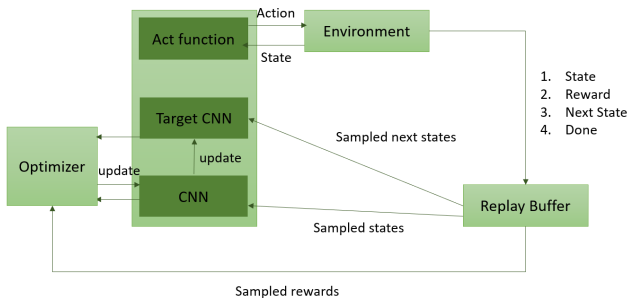 Action
Act function
Environment
State
1. State
2. Reward
3. Next State
4. Done
Target CNN
Sampled next states
Optimizer
update
update
CNN
Replay Buffer
Sampled states
Sampled rewards